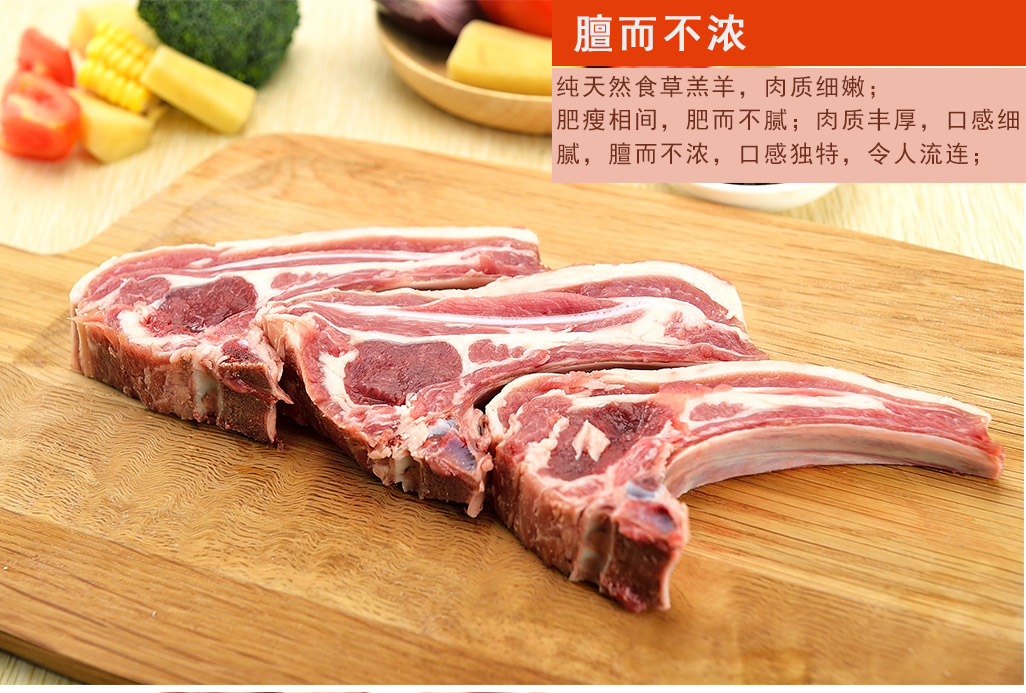 膻而不浓
纯天然食草羔羊，肉质细嫩；
肥瘦相间，肥而不腻；肉质丰厚，口感细
腻，膻而不浓，口感独特，令人流连；